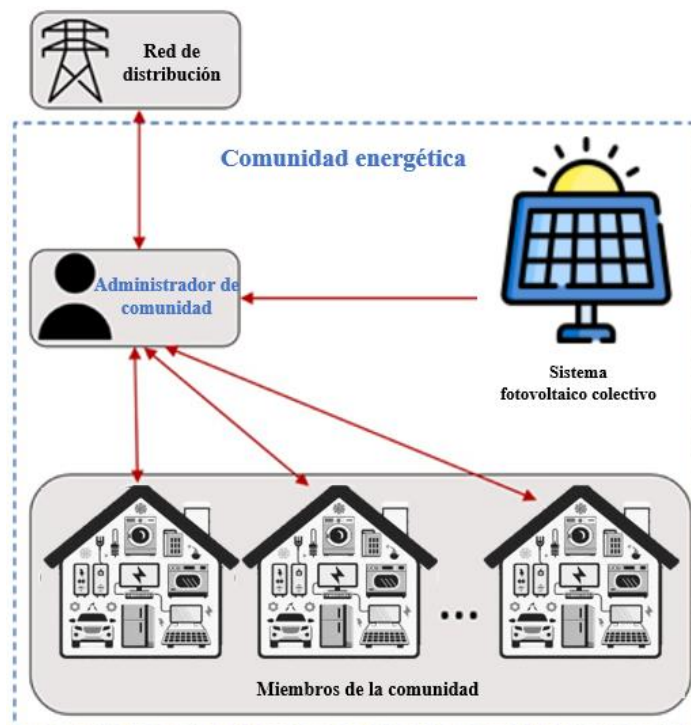 Red de
distribución
Comunidad energética
Administrador de
comunidad
Sistema
fotovoltaico colectivo
Miembros de la comunidad